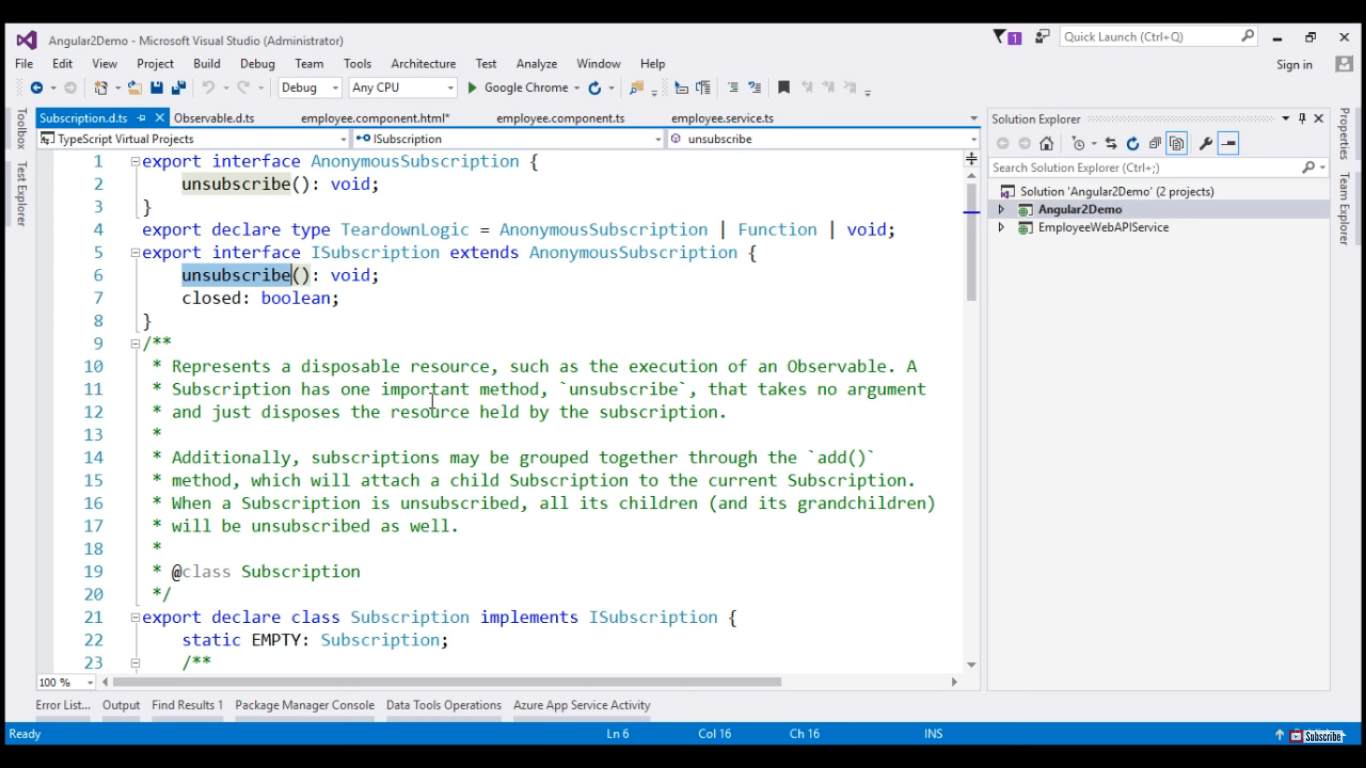 Angular2Demo - Microsoft Visual Studio (Administrator)
1
Quick Launch (Ctrl+Q)
File Edit View Project Build Debug Team Tools Architecture Test Analyze Window Help
Sign in
Debug Any CPU Google Chrome
Subscription.d.ts Observable.d.ts employee.component.html* employee.component.ts employee.service.ts
TypeScript Virtual Projects ISubscription unsubscribe
Toolbox
Test Explorer
1 export interface AnonymousSubscription {
2 unsubscribe(): void;
3 }
4 export declare type TeardownLogic = AnonymousSubscription | Function | void;
5 export interface ISubscription extends AnonymousSubscription {
6 unsubscribe(): void;
7 closed: boolean;
8 }
9 /**
10 * Represents a disposable resource, such as the execution of an Observable. A
11 * Subscription has one important method, `unsubscribe`, that takes no argument
12 * and just disposes the resource held by the subscription.
13 *
14 * Additionally, subscriptions may be grouped together through the `add()`
15 * method, which will attach a child Subscription to the current Subscription.
16 * When a Subscription is unsubscribed, all its children (and its grandchildren)
17 * will be unsubscribed as well.
18 *
19 * @class Subscription
20 */
21 export declare class Subscription implements ISubscription {
22 static EMPTY: Subscription;
23 /**
100 %
Solution Explorer
Search Solution Explorer (Ctrl+;)
Solution 'Angular2Demo' (2 projects)
Angular2Demo
EmployeeWebAPIService
Properties
Team Explorer
Error List... Output Find Results 1 Package Manager Console Data Tools Operations Azure App Service Activity
Ready Ln 6 Col 16 Ch 16 INS
Subscribe